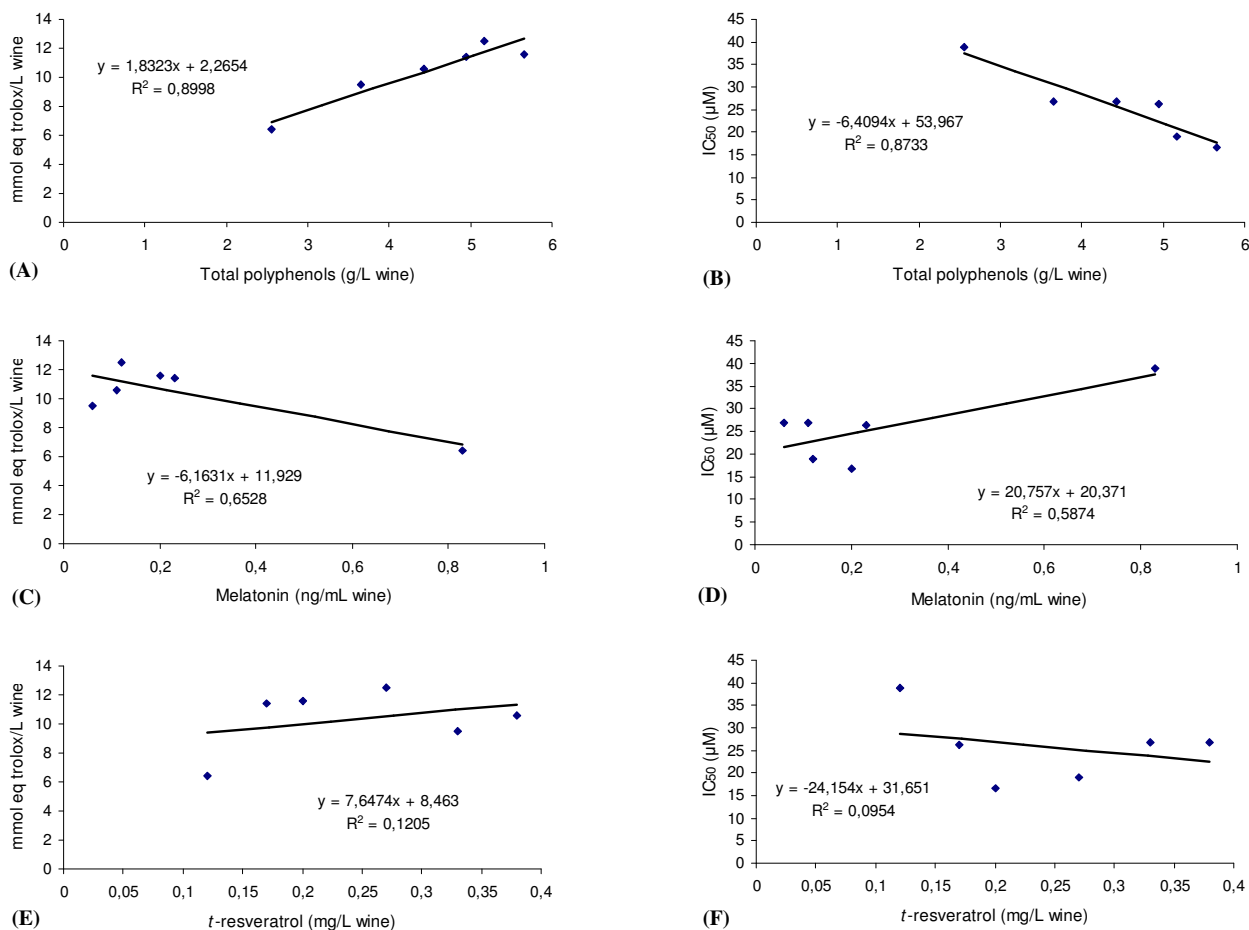 mmol eq trolox/L wine
14
12
10
8
6
4
2
0
y = 1,8323x + 2,2654
R² = 0,8998
0 1 2 3 4 5 6
Total polyphenols (g/L wine)
(A)
IC50 (µM)
45
40
35
30
25
20
15
10
5
0
y = -6,4094x + 53,967
R² = 0,8733
0 1 2 3 4 5 6
Total polyphenols (g/L wine)
(B)
mmol eq trolox/L wine
14
12
10
8
6
4
2
0
y = -6,1631x + 11,929
R² = 0,6528
0 0,2 0,4 0,6 0,8 1
Melatonin (ng/mL wine)
(C)
IC50 (µM)
45
40
35
30
25
20
15
10
5
0
y = 20,757x + 20,371
R² = 0,5874
0 0,2 0,4 0,6 0,8 1
Melatonin (ng/mL wine)
(D)
mmol eq trolox/L wine
14
12
10
8
6
4
2
0
y = 7,6474x + 8,463
R² = 0,1205
0 0,05 0,1 0,15 0,2 0,25 0,3 0,35 0,4
t-resveratrol (mg/L wine)
(E)
IC50 (µM)
45
40
35
30
25
20
15
10
5
0
y = -24,154x + 31,651
R² = 0,0954
0 0,05 0,1 0,15 0,2 0,25 0,3 0,35 0,4
t-resveratrol (mg/L wine)
(F)